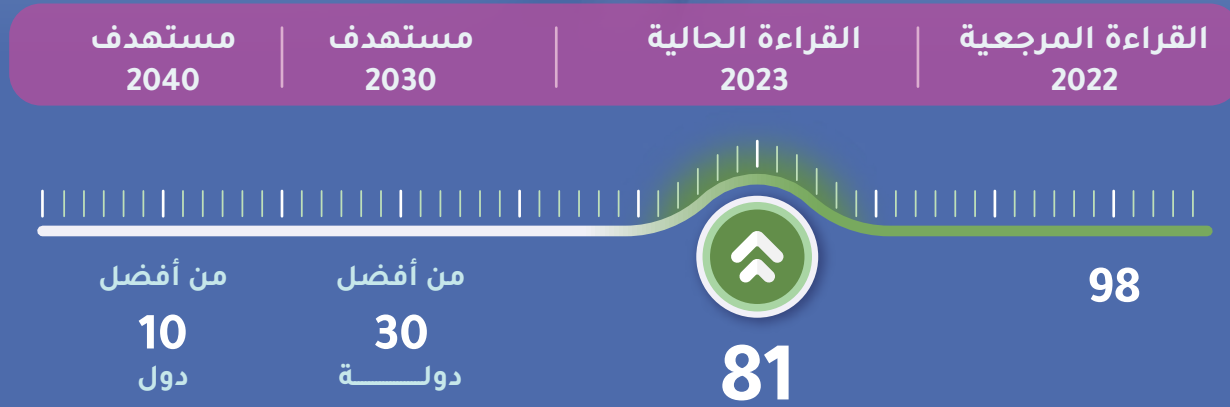 القراءة المرجعية
2022
القراءة الحالية
2023
مستهدف
2030
مستهدف
2040
98
81
من أفضل
30
دولــــــــة
من أفضل
10
دول